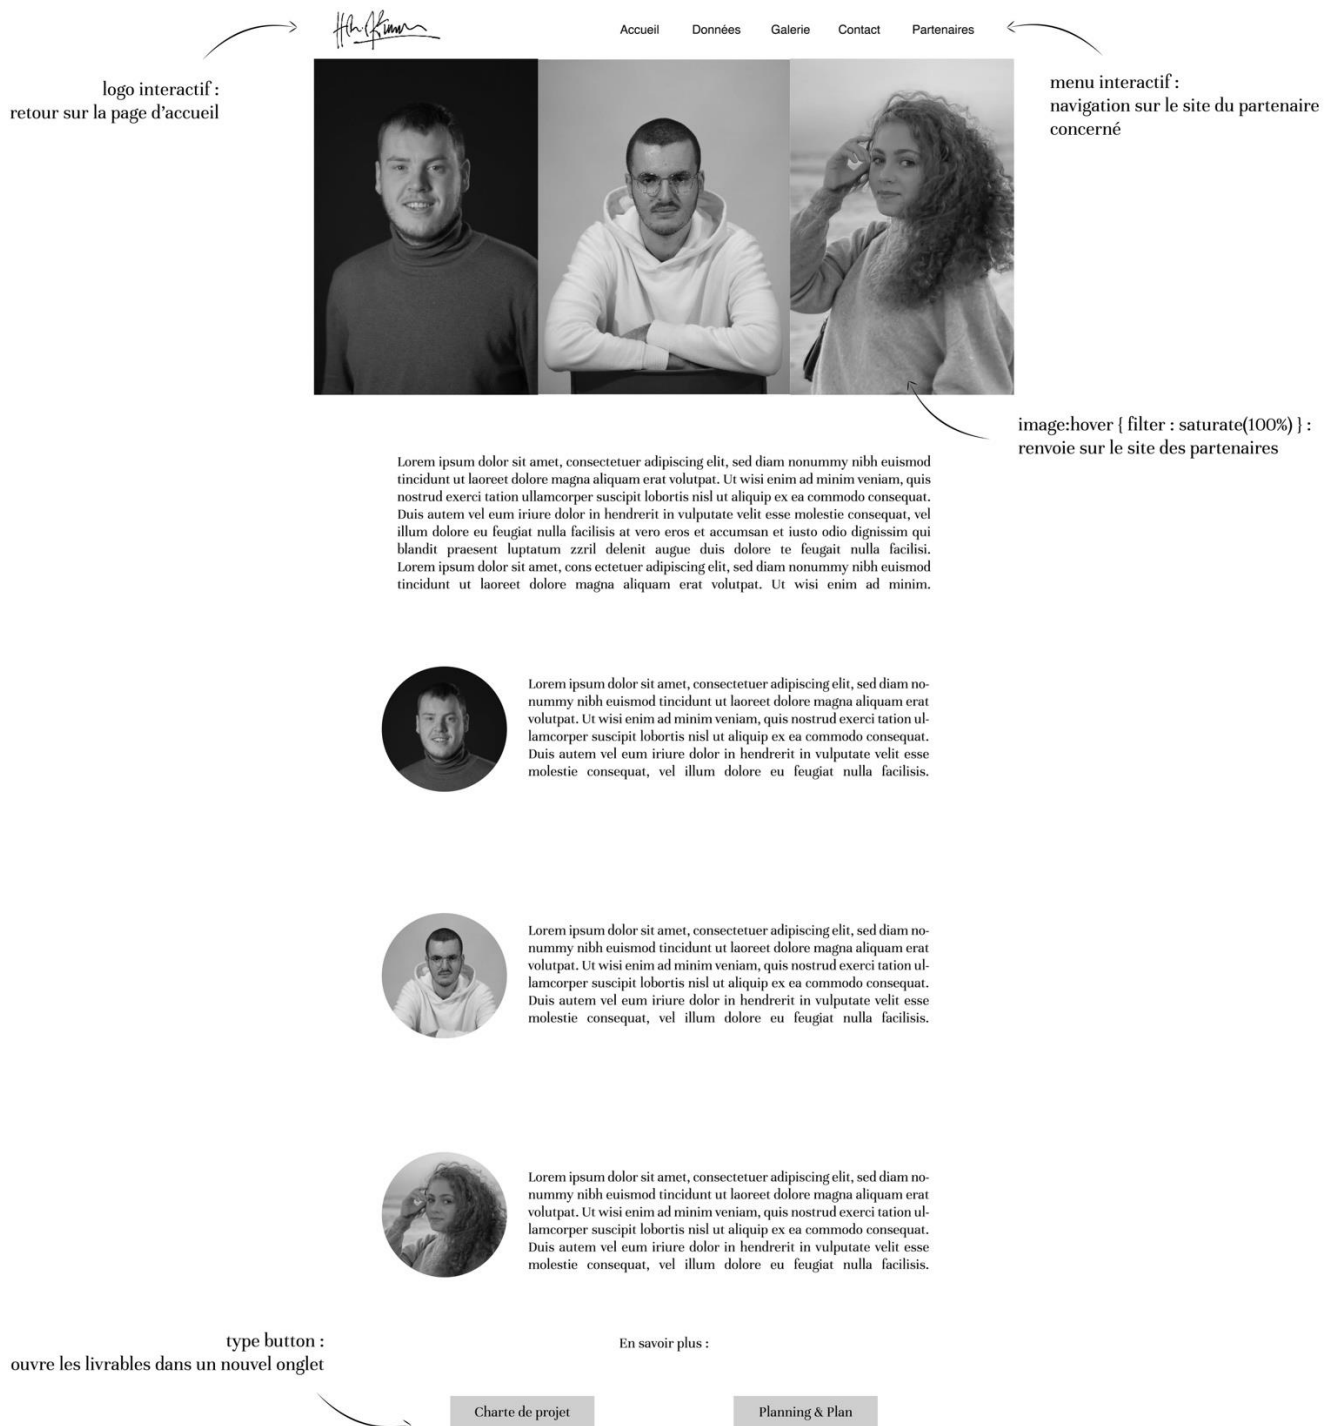 Accueil Données Galerie Contact Partenaires
logo interactif :
retour sur la page d'accueil
menu interactif :
navigation sur le site du partenaire
concerné
image:hover { filter : saturate(100%) } :
renvoie sur le site des partenaires
Lorem ipsum dolor sit amet, consectetuer adipiscing elit, sed diam nonummy nibh euismod
tincidunt ut laoreet dolore magna aliquam erat volutpat. Ut wisi enim ad minim veniam, quis
nostrud exerci tation ullamcorper suscipit lobortis nisl ut aliquip ex ea commodo consequat.
Duis autem vel eum iriure dolor in hendrerit in vulputate velit esse molestie consequat, vel
illum dolore eu feugiat nulla facilisis at vero eros et accumsan et iusto odio dignissim qui
blandit praesent luptatum zzril delenit augue duis dolore te feugait nulla facilisi.
Lorem ipsum dolor sit amet, cons ectetuer adipiscing elit, sed diam nonummy nibh euismod
tincidunt ut laoreet dolore magna aliquam erat volutpat. Ut wisi enim ad minim.
Lorem ipsum dolor sit amet, consectetuer adipiscing elit, sed diam no-
nummy nibh euismod tincidunt ut laoreet dolore magna aliquam erat
volutpat. Ut wisi enim ad minim veniam, quis nostrud exerci tation ul-
lamcorper suscipit lobortis nisl ut aliquip ex ea commodo consequat.
Duis autem vel eum iriure dolor in hendrerit in vulputate velit esse
molestie consequat, vel illum dolore eu feugiat nulla facilisis.
Lorem ipsum dolor sit amet, consectetuer adipiscing elit, sed diam no-
nummy nibh euismod tincidunt ut laoreet dolore magna aliquam erat
volutpat. Ut wisi enim ad minim veniam, quis nostrud exerci tation ul-
lamcorper suscipit lobortis nisl ut aliquip ex ea commodo consequat.
Duis autem vel eum iriure dolor in hendrerit in vulputate velit esse
molestie consequat, vel illum dolore eu feugiat nulla facilisis.
Lorem ipsum dolor sit amet, consectetuer adipiscing elit, sed diam no-
nummy nibh euismod tincidunt ut laoreet dolore magna aliquam erat
volutpat. Ut wisi enim ad minim veniam, quis nostrud exerci tation ul-
lamcorper suscipit lobortis nisl ut aliquip ex ea commodo consequat.
Duis autem vel eum iriure dolor in hendrerit in vulputate velit esse
molestie consequat, vel illum dolore eu feugiat nulla facilisis.
type button :
ouvre les livrables dans un nouvel onglet
En savoir plus :
Charte de projet
Planning & Plan